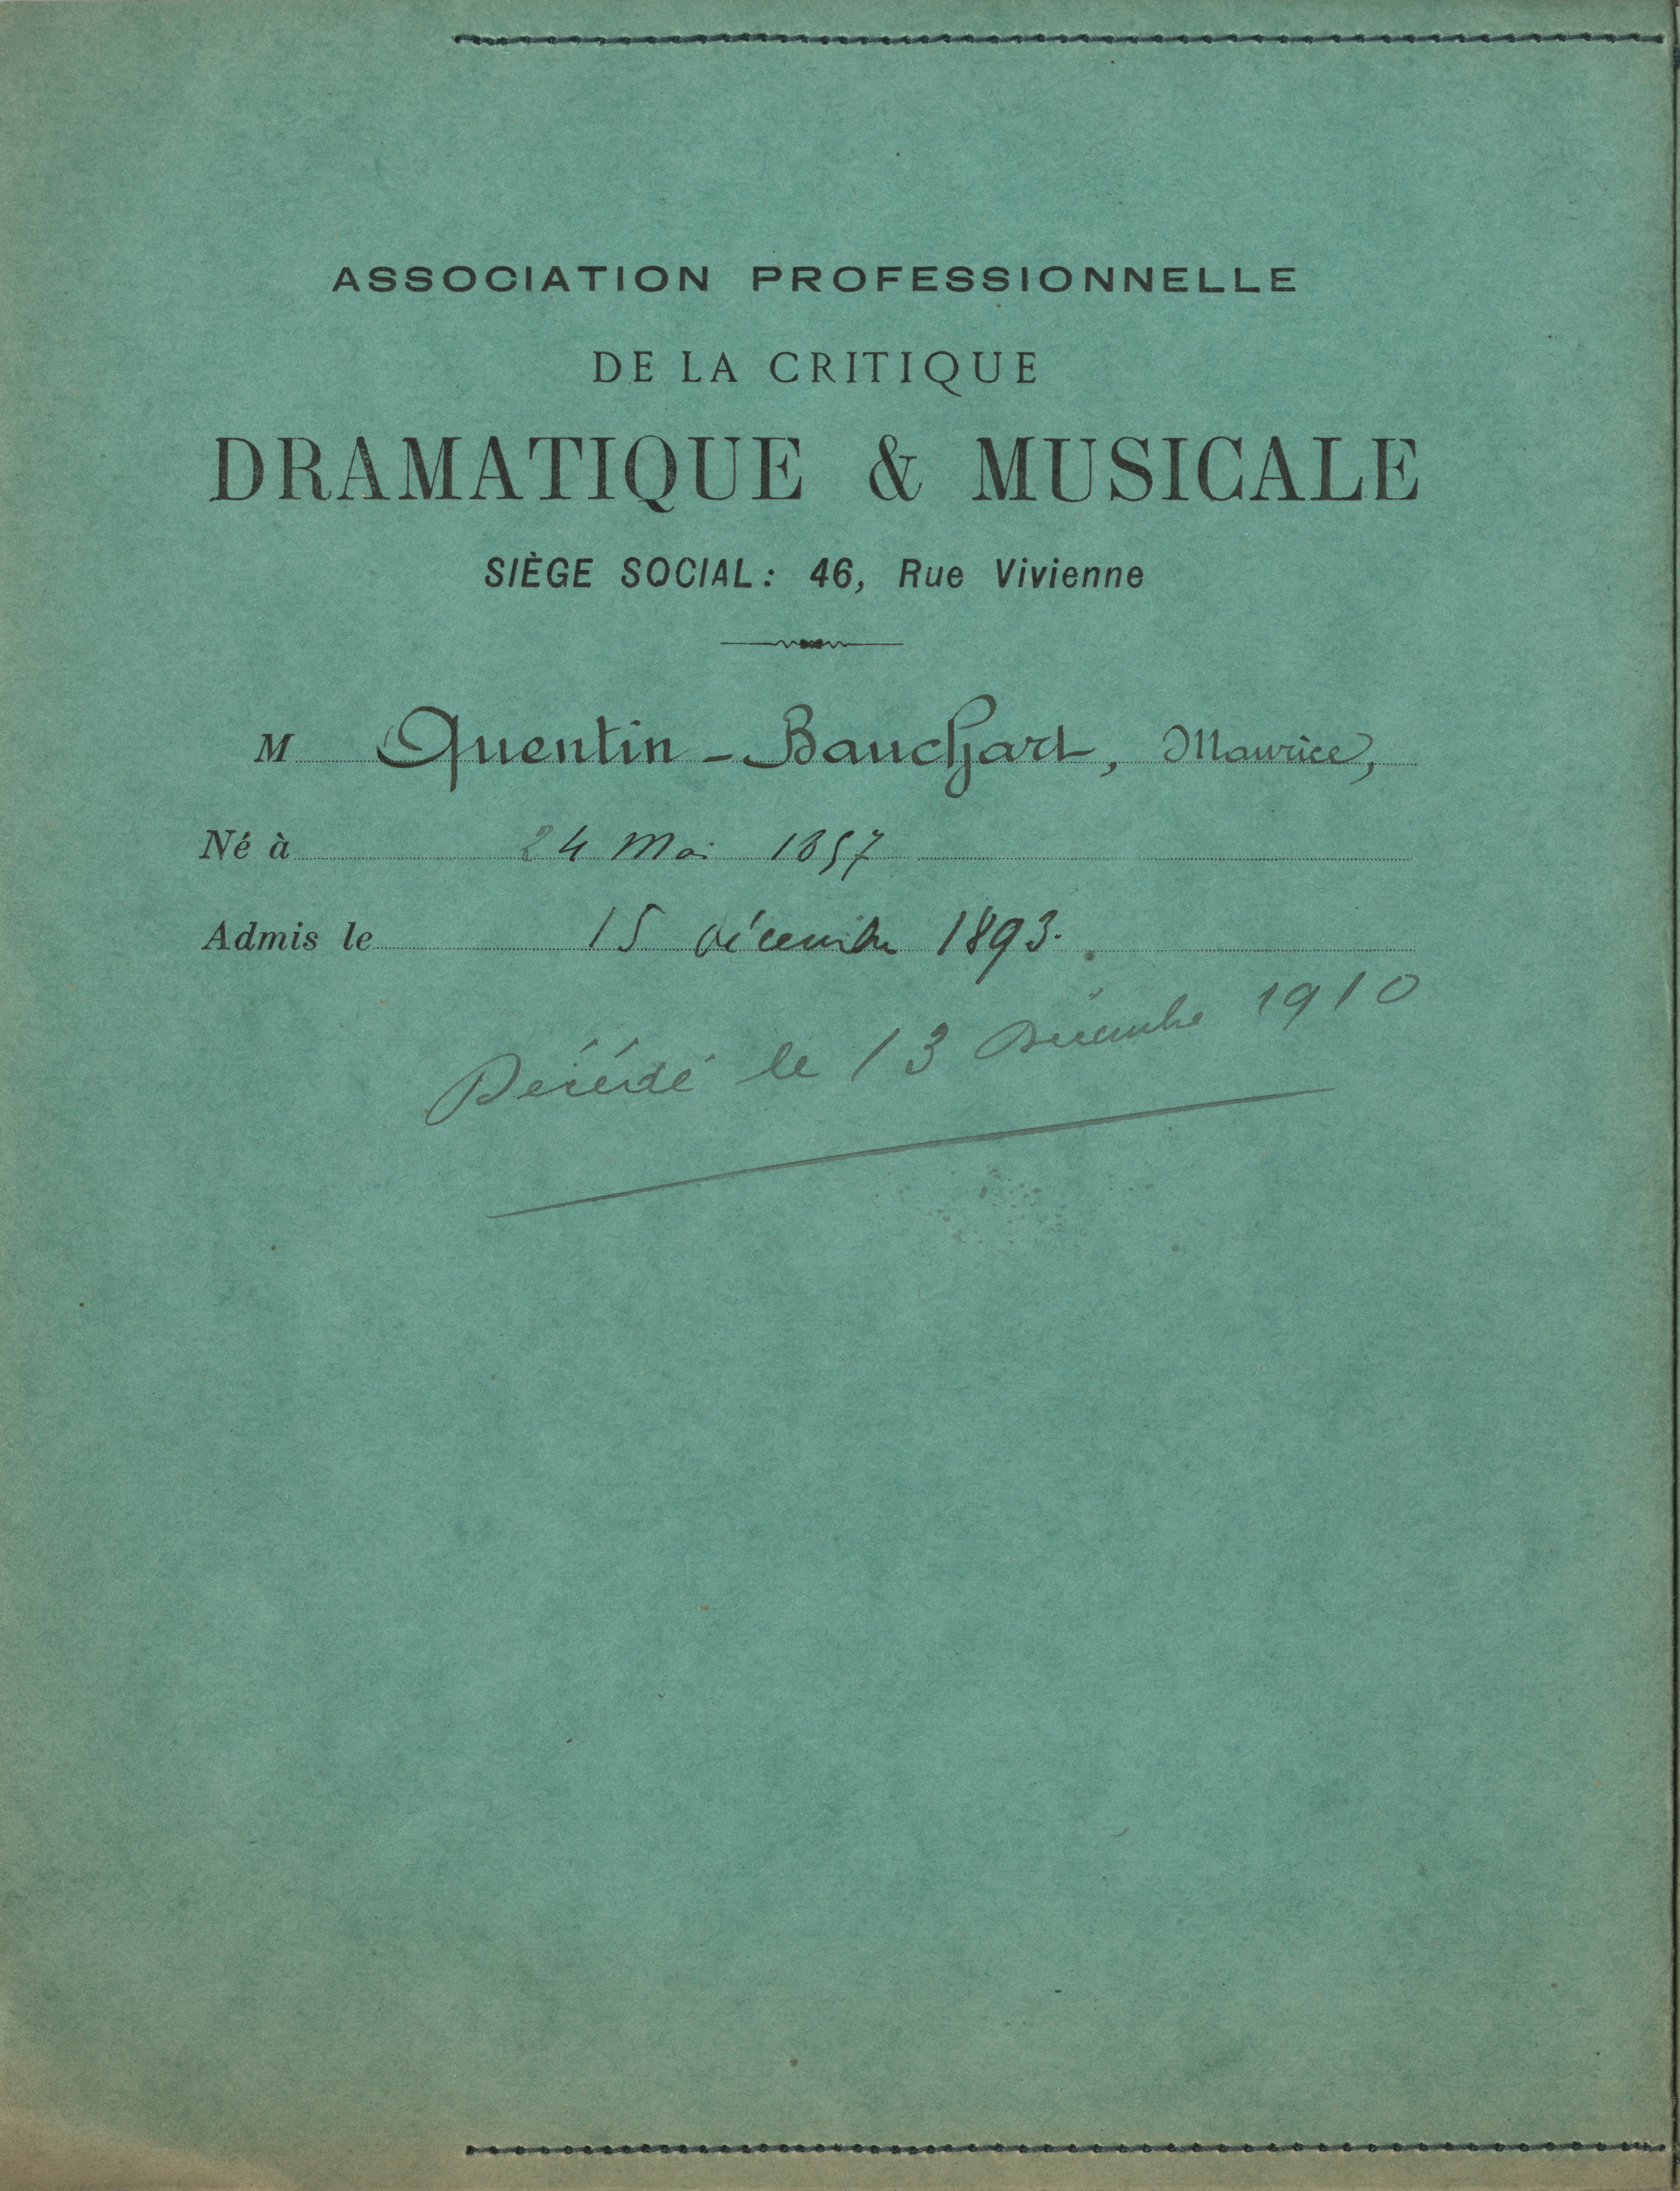 ASSOCIATION PROFESSIONNELLE
DE LA CRITIQUE
DRAMATIQUE & MUSICALE
SIÈGE SOCIAL: 46, Rue Vivienne
M Quentin-Bauchart, Maurice,
Né à 24 Mai 1857
Admis le 15 décembre 1893.
Décédé le 13 Décembre 1910